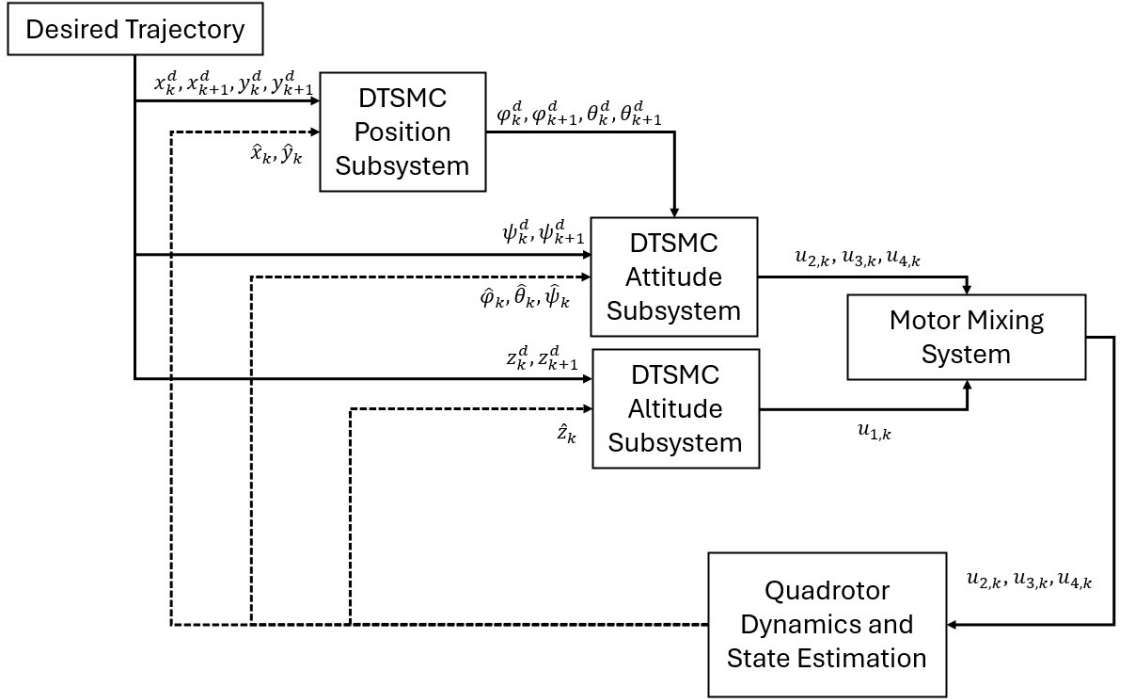 Desired Trajectory
x_k^d, x_{k+1}^d, y_k^d, y_{k+1}^d
DTSMC
Position
Subsystem
φ_k^d, φ_{k+1}^d, θ_k^d, θ_{k+1}^d
x̂_k, ŷ_k
ψ_k^d, ψ_{k+1}^d
DTSMC
Attitude
Subsystem
u_{2,k}, u_{3,k}, u_{4,k}
φ̂_k, θ̂_k, ψ̂_k
Motor Mixing
System
z_k^d, z_{k+1}^d
DTSMC
Altitude
Subsystem
ẑ_k
u_{1,k}
Quadrotor
Dynamics and
State Estimation
u_{2,k}, u_{3,k}, u_{4,k}